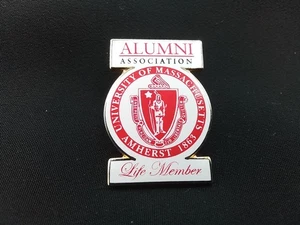 ALUMNI
ASSOCIATION
UNIVERSITY OF MASSACHUSETTS
AMHERST 1863
Life Member